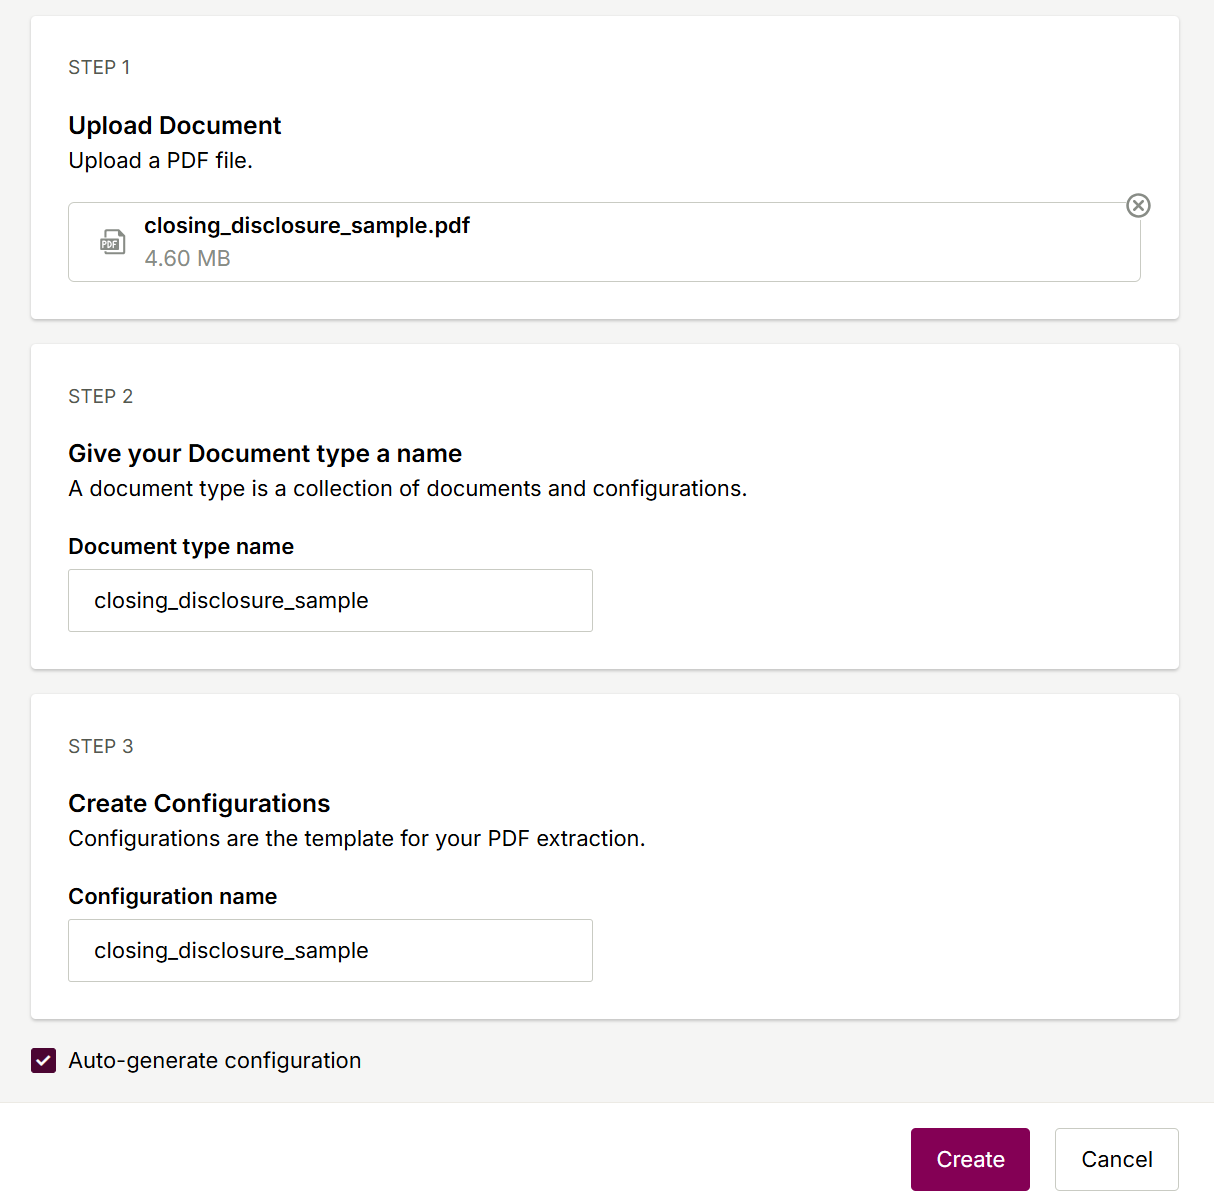 STEP 1
Upload Document
Upload a PDF file.
PDF
closing_disclosure_sample.pdf
4.60 MB
STEP 2
Give your Document type a name
A document type is a collection of documents and configurations.
Document type name
closing_disclosure_sample
STEP 3
Create Configurations
Configurations are the template for your PDF extraction.
Configuration name
closing_disclosure_sample
Auto-generate configuration
Create
Cancel